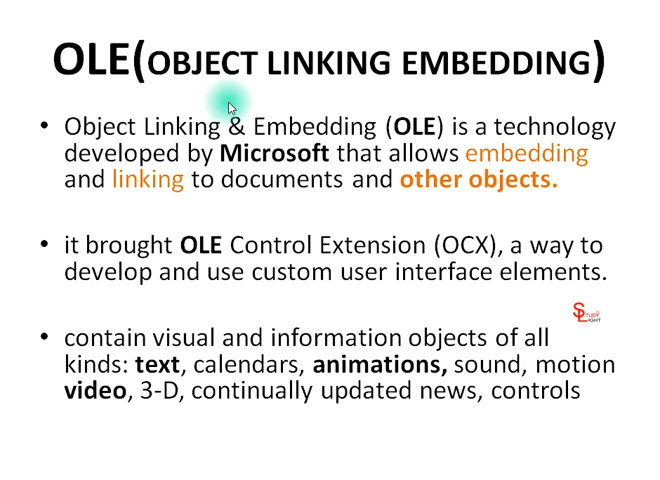 OLE(OBJECT LINKING EMBEDDING)
• Object Linking & Embedding (OLE) is a technology
developed by Microsoft that allows embedding
and linking to documents and other objects.
• it brought OLE Control Extension (OCX), a way to
develop and use custom user interface elements.
STUDY
LIGHT
• contain visual and information objects of all
kinds: text, calendars, animations, sound, motion
video, 3-D, continually updated news, controls